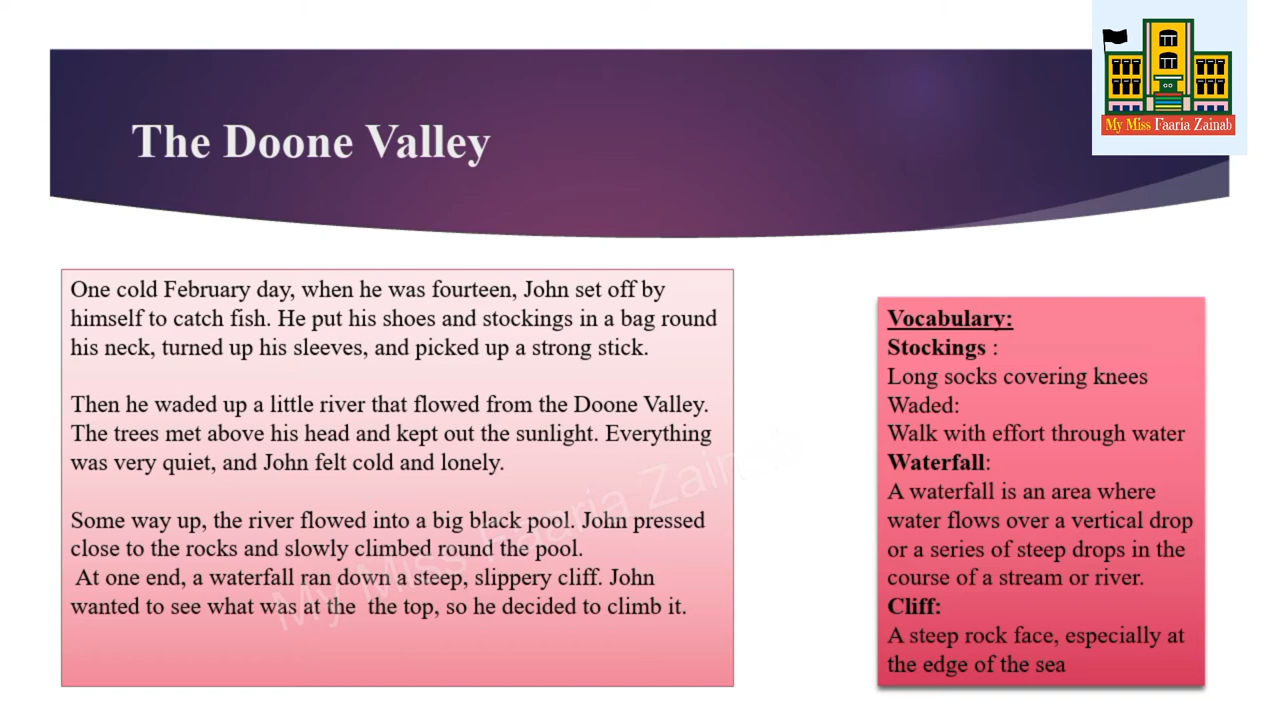 My Miss Faaria Zainab
The Doone Valley
One cold February day, when he was fourteen, John set off by
himself to catch fish. He put his shoes and stockings in a bag round
his neck, turned up his sleeves, and picked up a strong stick.
Then he waded up a little river that flowed from the Doone Valley.
The trees met above his head and kept out the sunlight. Everything
was very quiet, and John felt cold and lonely.
Some way up, the river flowed into a big black pool. John pressed
close to the rocks and slowly climbed round the pool.
At one end, a waterfall ran down a steep, slippery cliff. John
wanted to see what was at the the top, so he decided to climb it.
My Miss Faaria Zainab
Vocabulary:
Stockings :
Long socks covering knees
Waded:
Walk with effort through water
Waterfall:
A waterfall is an area where
water flows over a vertical drop
or a series of steep drops in the
course of a stream or river.
Cliff:
A steep rock face, especially at
the edge of the sea